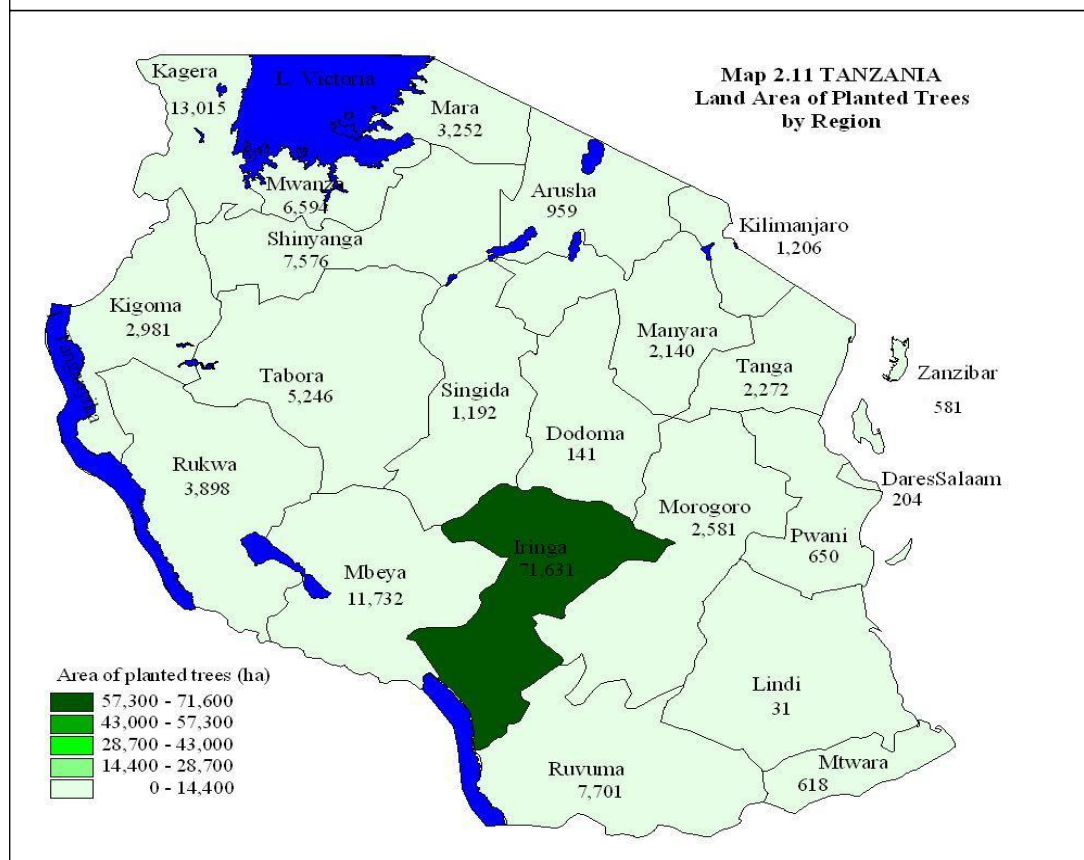 Map 2.11 TANZANIA
Land Area of Planted Trees
by Region
Kagera
13,015
L. Victoria
Mara
3,252
Mwanza
6,594
Arusha
959
Kilimanjaro
1,206
Shinyanga
7,576
Kigoma
2,981
Manyara
2,140
Tanga
2,272
Zanzibar
581
Tabora
5,246
Singida
1,192
Dodoma
141
Rukwa
3,898
DaresSalaam
204
Morogoro
2,581
Pwani
650
Iringa
71,631
Mbeya
11,732
Lindi
31
Mtwara
618
Ruvuma
7,701
Area of planted trees (ha)
57,300 - 71,600
43,000 - 57,300
28,700 - 43,000
14,400 - 28,700
0 - 14,400